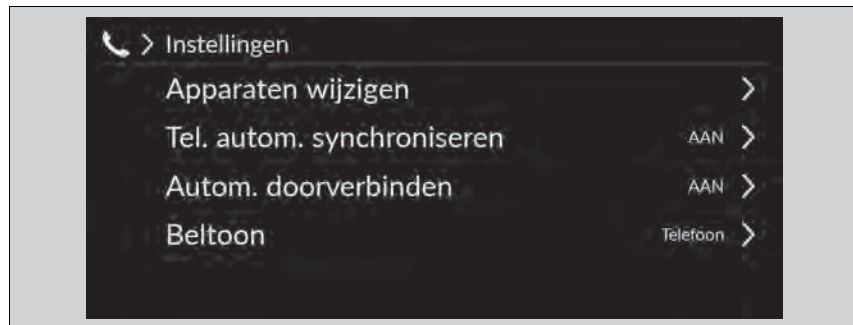 Instellingen
Apparaten wijzigen
Tel. autom. synchroniseren AAN
Autom. doorverbinden AAN
Beltoon Telefoon